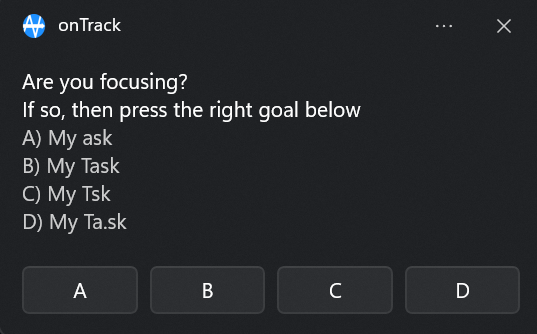 onTrack
Are you focusing?
If so, then press the right goal below
A) My ask
B) My Task
C) My Tsk
D) My Ta.sk
A B C D